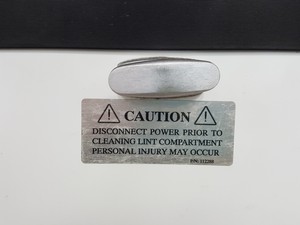 CAUTION
DISCONNECT POWER PRIOR TO
CLEANING LINT COMPARTMENT
PERSONAL INJURY MAY OCCUR